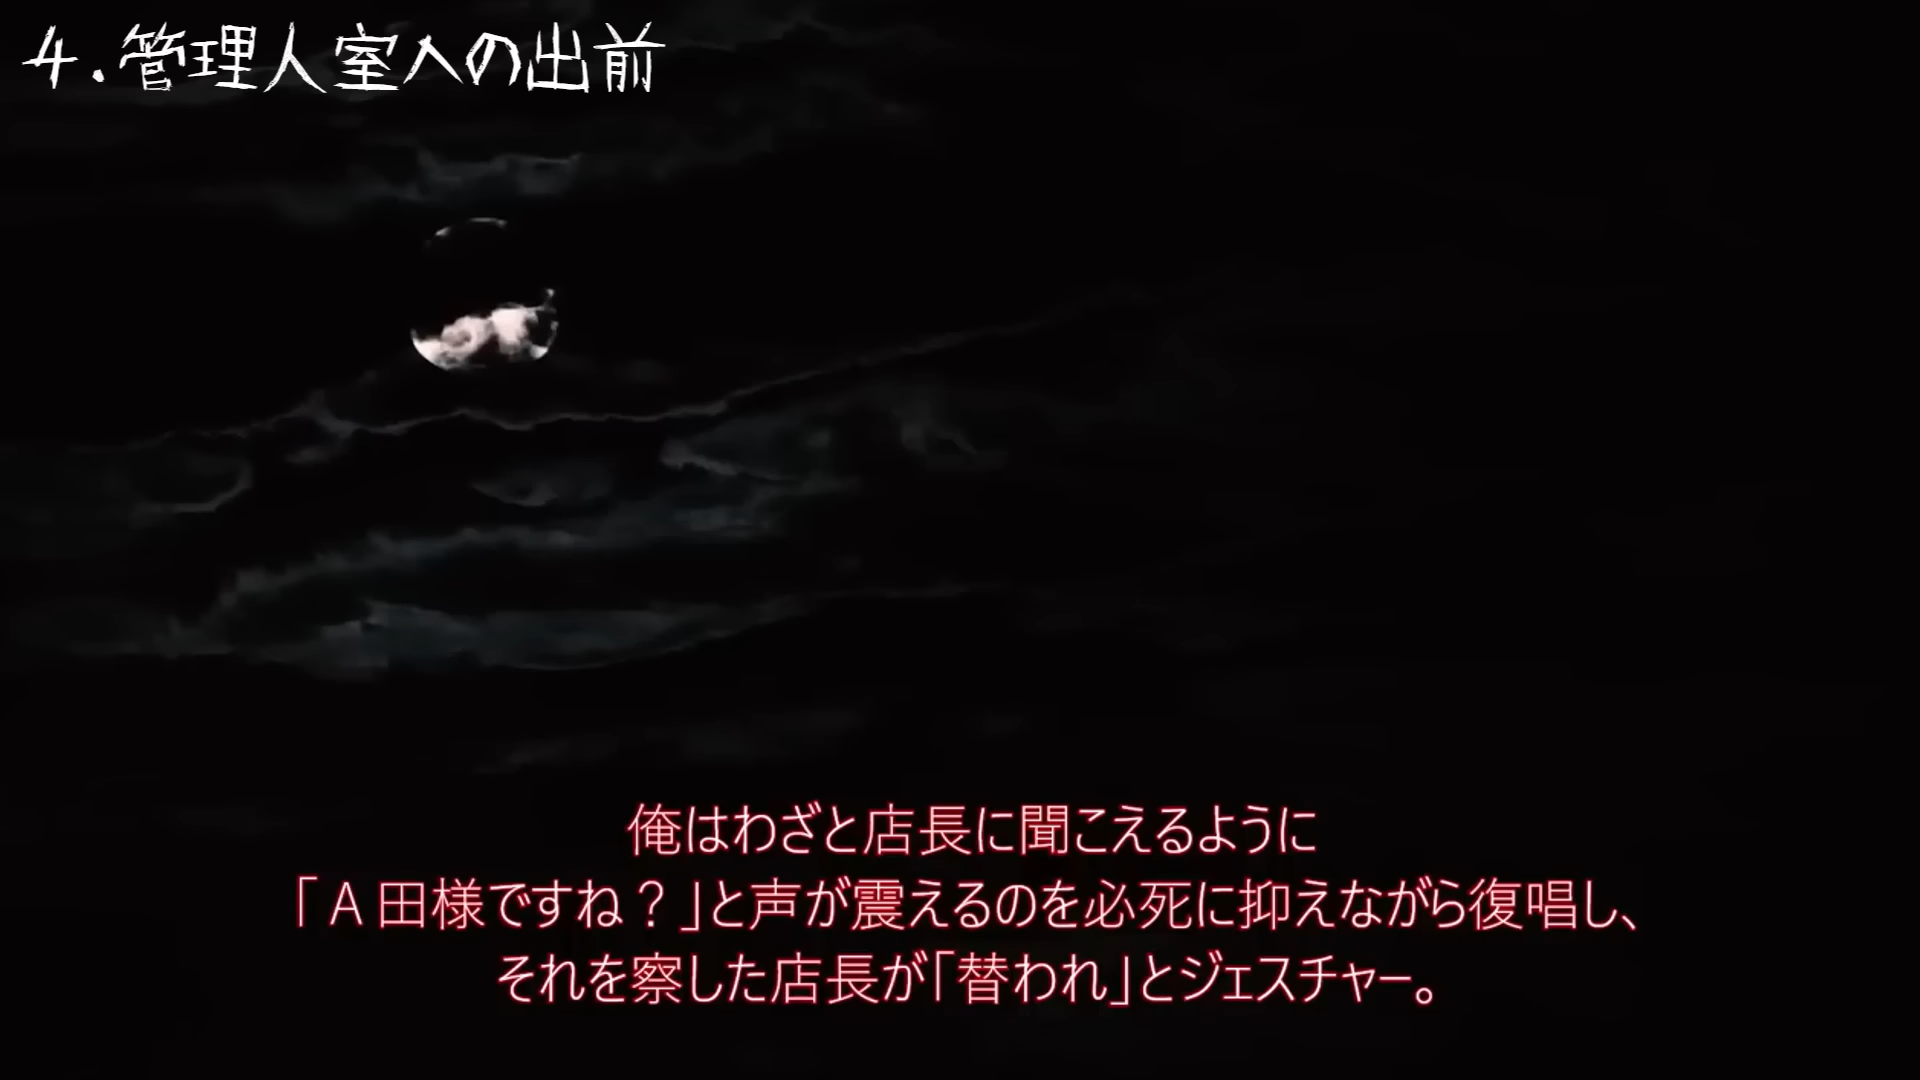 4.管理人室への出前
俺はわざと店長に聞こえるように
「A田様ですね？」と声が震えるのを必死に抑えながら復唱し、
それを察した店長が「替われ」とジェスチャー。